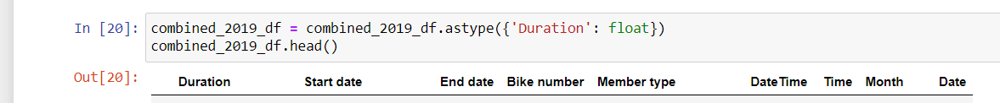 In [20]: combined_2019_df = combined_2019_df.astype({'Duration': float})
combined_2019_df.head()
Out[20]:
Duration Start date End date Bike number Member type DateTime Time Month Date